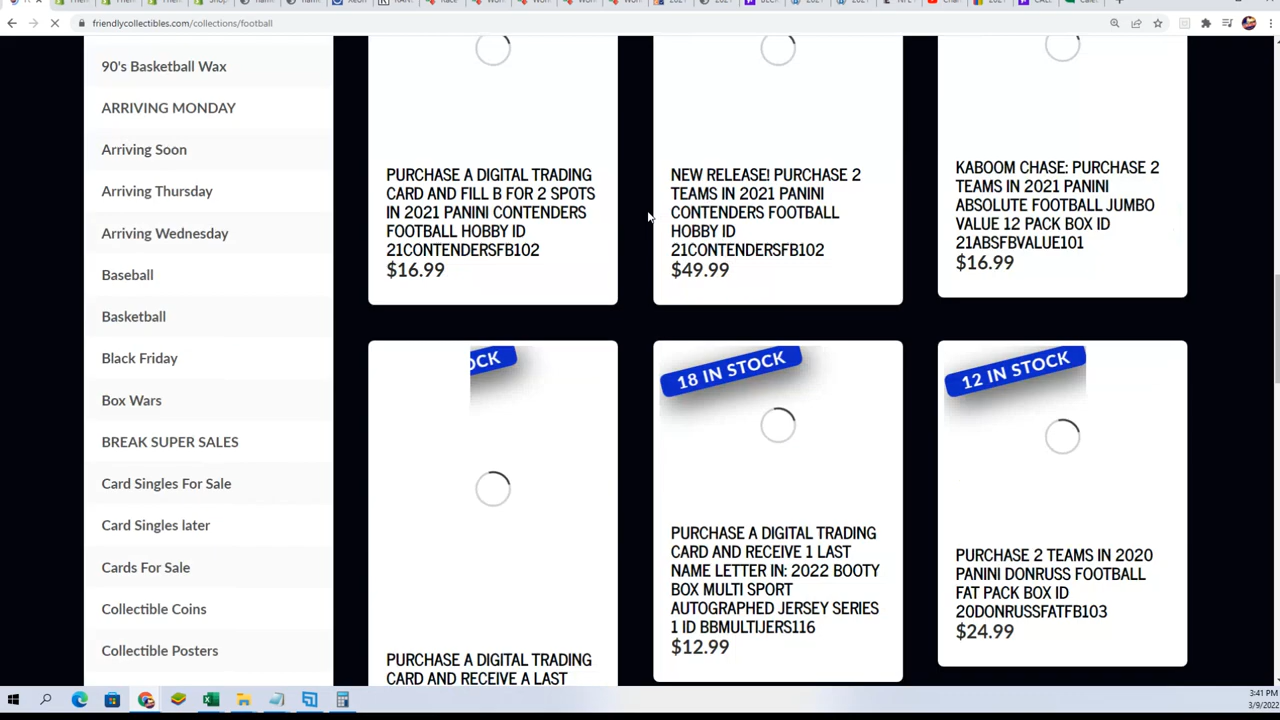 friendlycollectibles.com/collections/football
90's Basketball Wax
ARRIVING MONDAY
Arriving Soon
Arriving Thursday
Arriving Wednesday
Baseball
Basketball
Black Friday
Box Wars
BREAK SUPER SALES
Card Singles For Sale
Card Singles later
Cards For Sale
Collectible Coins
Collectible Posters
PURCHASE A DIGITAL TRADING
CARD AND FILL B FOR 2 SPOTS
IN 2021 PANINI CONTENDERS
FOOTBALL HOBBY ID
21CONTENDERSFB102
$16.99
NEW RELEASE! PURCHASE 2
TEAMS IN 2021 PANINI
CONTENDERS FOOTBALL
HOBBY ID
21CONTENDERSFB102
$49.99
KABOOM CHASE: PURCHASE 2
TEAMS IN 2021 PANINI
ABSOLUTE FOOTBALL JUMBO
VALUE 12 PACK BOX ID
21ABSFBVALUE101
$16.99
OCK
PURCHASE A DIGITAL TRADING
CARD AND RECEIVE A LAST
18 IN STOCK
PURCHASE A DIGITAL TRADING
CARD AND RECEIVE 1 LAST
NAME LETTER IN: 2022 BOOTY
BOX MULTI SPORT
AUTOGRAPHED JERSEY SERIES
1 ID BBMULTIJERS116
$12.99
12 IN STOCK
PURCHASE 2 TEAMS IN 2020
PANINI DONRUSS FOOTBALL
FAT PACK BOX ID
20DONRUSSFATFB103
$24.99
3:41 PM
3/9/2022